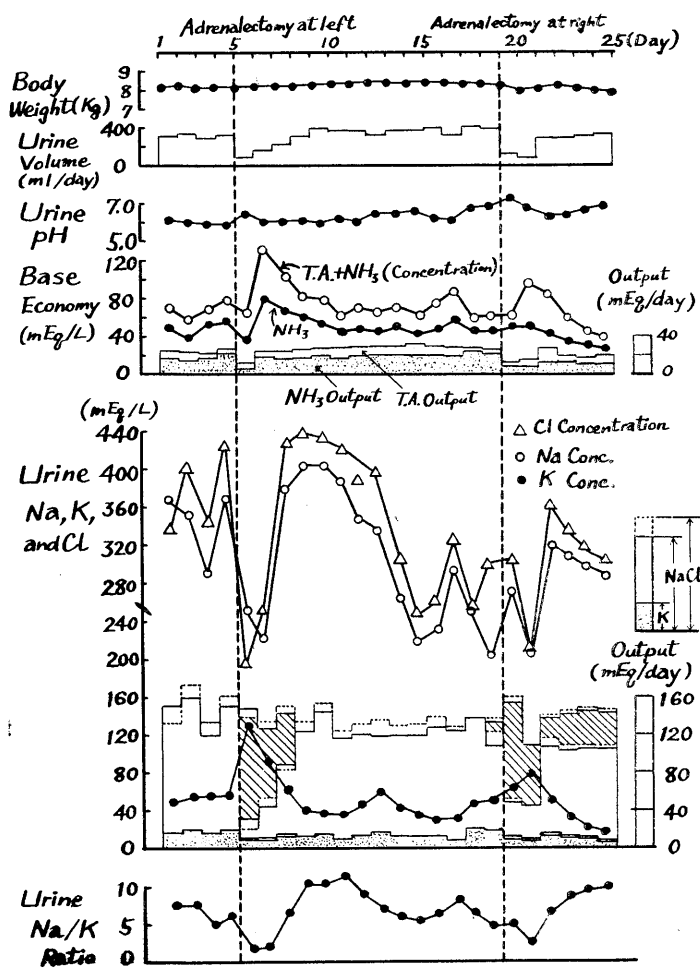 Adrenalectomy at left Adrenalectomy at right
1 5 10 15 20 25 (Day)
Body
Weight (Kg)
9
8
7
Urine
Volume
(ml/day)
400
0
Urine
pH
7.0
5.0
Base
Economy
(mEq/L)
120
80
40
0
T.A.+NH3 (Concentration)
NH3
Output
(mEq/day)
40
0
NH3 Output
T.A. Output
(mEq/L)
Urine
Na, K,
and Cl
440
400
360
320
280
240
200
160
120
80
40
0
Cl Concentration
Na Conc.
K Conc.
NaCl
K
Output
(mEq/day)
160
120
80
40
0
Urine
Na/K
Ratio
10
5
0